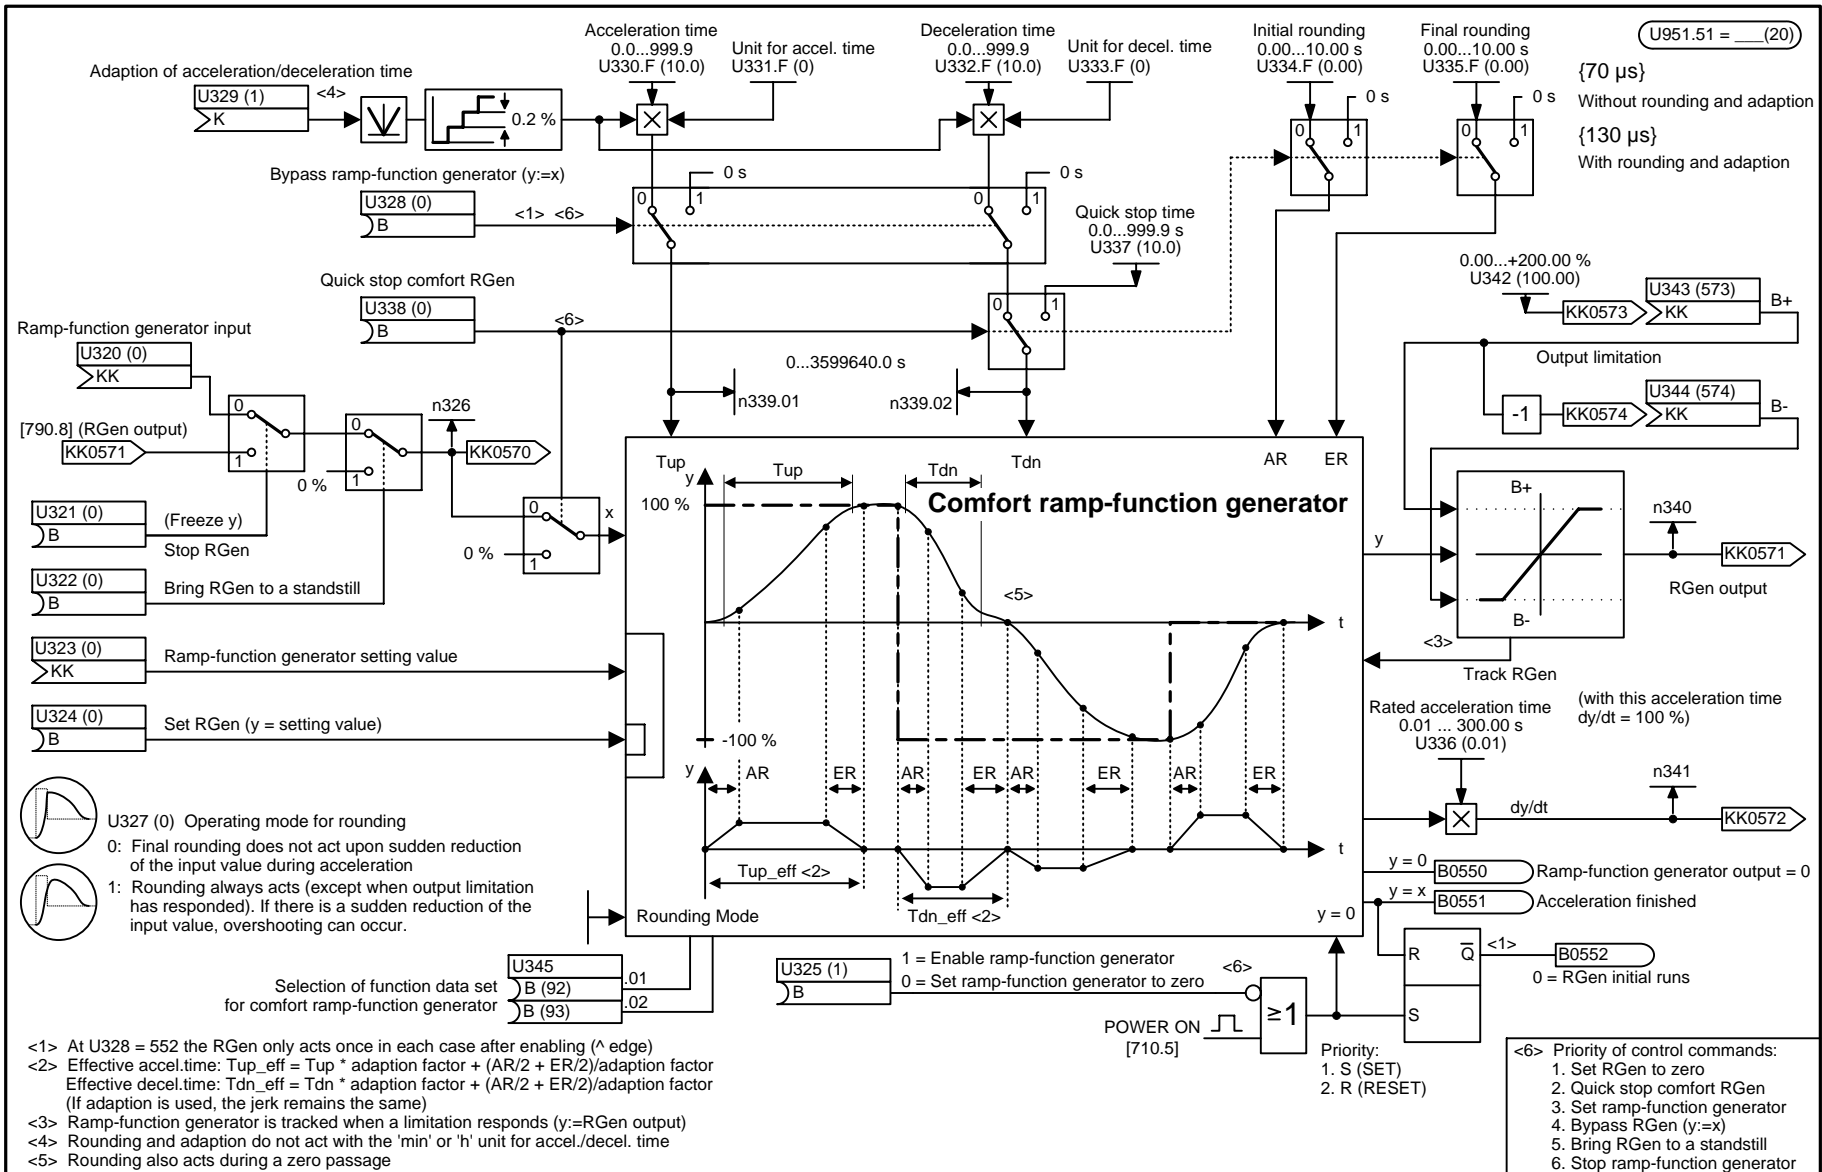 Acceleration time
0.0...999.9
U330.F (10.0)
Unit for accel. time
U331.F (0)
Deceleration time
0.0...999.9
U332.F (10.0)
Unit for decel. time
U333.F (0)
Initial rounding
0.00...10.00 s
U334.F (0.00)
Final rounding
0.00...10.00 s
U335.F (0.00)
U951.51 = ___(20)
{70 µs}
Without rounding and adaption
{130 µs}
With rounding and adaption
Adaption of acceleration/deceleration time
U329 (1)
K
<4>
0.2 %
0 s
0 s
0
1
0
1
Bypass ramp-function generator (y:=x)
U328 (0)
B
<1> <6>
0 s
0 s
0
1
0
1
Quick stop time
0.0...999.9 s
U337 (10.0)
Quick stop comfort RGen
U338 (0)
B
<6>
0
1
0.00...+200.00 %
U342 (100.00)
KK0573
U343 (573)
KK
B+
Output limitation
-1
KK0574
U344 (574)
KK
B-
Ramp-function generator input
U320 (0)
KK
0...3599640.0 s
n339.01
n339.02
[790.8] (RGen output)
KK0571
0
1
0
1
0 %
n326
KK0570
U321 (0)
B
(Freeze y)
Stop RGen
0 %
0
1
x
U322 (0)
B
Bring RGen to a standstill
U323 (0)
KK
Ramp-function generator setting value
U324 (0)
B
Set RGen (y = setting value)
Tup
Tdn
AR
ER
y
Tup
Tdn
100 %
Comfort ramp-function generator
<5>
t
-100 %
y
AR
ER
AR
ER
AR
ER
AR
ER
t
Tup_eff <2>
Tdn_eff <2>
Rounding Mode
y = 0
y
B+
B-
n340
KK0571
RGen output
<3>
Track RGen
Rated acceleration time
0.01 ... 300.00 s
U336 (0.01)
(with this acceleration time
dy/dt = 100 %)
dy/dt
n341
KK0572
y = 0
B0550
Ramp-function generator output = 0
y = x
B0551
Acceleration finished
R
Q
S
<1>
B0552
0 = RGen initial runs
U327 (0) Operating mode for rounding
0: Final rounding does not act upon sudden reduction
of the input value during acceleration
1: Rounding always acts (except when output limitation
has responded). If there is a sudden reduction of the
input value, overshooting can occur.
Selection of function data set
for comfort ramp-function generator
U345
B (92)
B (93)
.01
.02
U325 (1)
B
1 = Enable ramp-function generator
0 = Set ramp-function generator to zero
<6>
≥1
POWER ON
[710.5]
Priority:
1. S (SET)
2. R (RESET)
<1> At U328 = 552 the RGen only acts once in each case after enabling (^ edge)
<2> Effective accel.time: Tup_eff = Tup * adaption factor + (AR/2 + ER/2)/adaption factor
Effective decel.time: Tdn_eff = Tdn * adaption factor + (AR/2 + ER/2)/adaption factor
(If adaption is used, the jerk remains the same)
<3> Ramp-function generator is tracked when a limitation responds (y:=RGen output)
<4> Rounding and adaption do not act with the 'min' or 'h' unit for accel./decel. time
<5> Rounding also acts during a zero passage
<6> Priority of control commands:
1. Set RGen to zero
2. Quick stop comfort RGen
3. Set ramp-function generator
4. Bypass RGen (y:=x)
5. Bring RGen to a standstill
6. Stop ramp-function generator